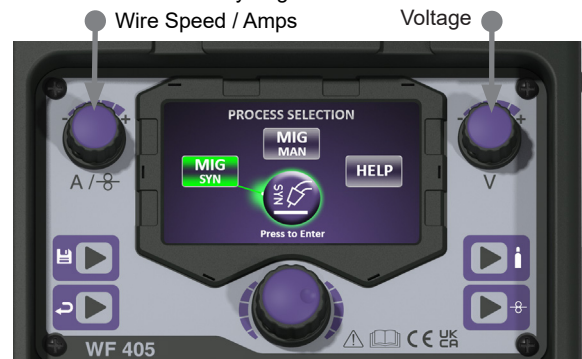 Wire Speed / Amps
Voltage
PROCESS SELECTION
MIG
MAN
MIG
SYN
HELP
SYN
Press to Enter
- +
- +
A /
V
WF 405
CE UK
CA